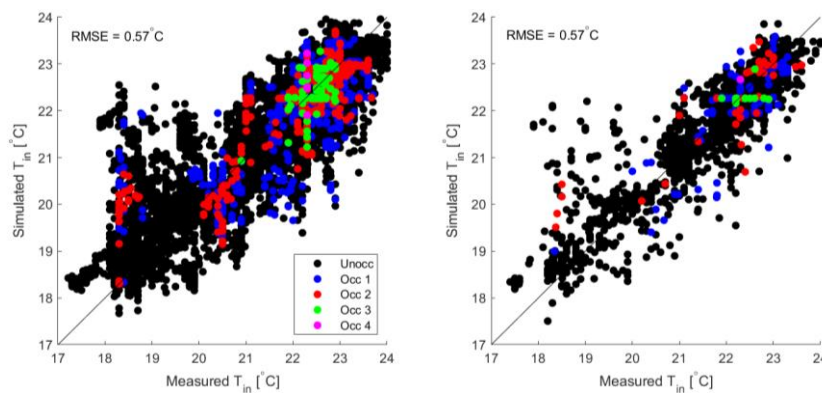 RMSE = 0.57°C
Simulated T_in [°C]
24
23
22
21
20
19
18
17
17 18 19 20 21 22 23 24
Measured T_in [°C]
Unocc
Occ 1
Occ 2
Occ 3
Occ 4
RMSE = 0.57°C
Simulated T_in [°C]
24
23
22
21
20
19
18
17
17 18 19 20 21 22 23 24
Measured T_in [°C]